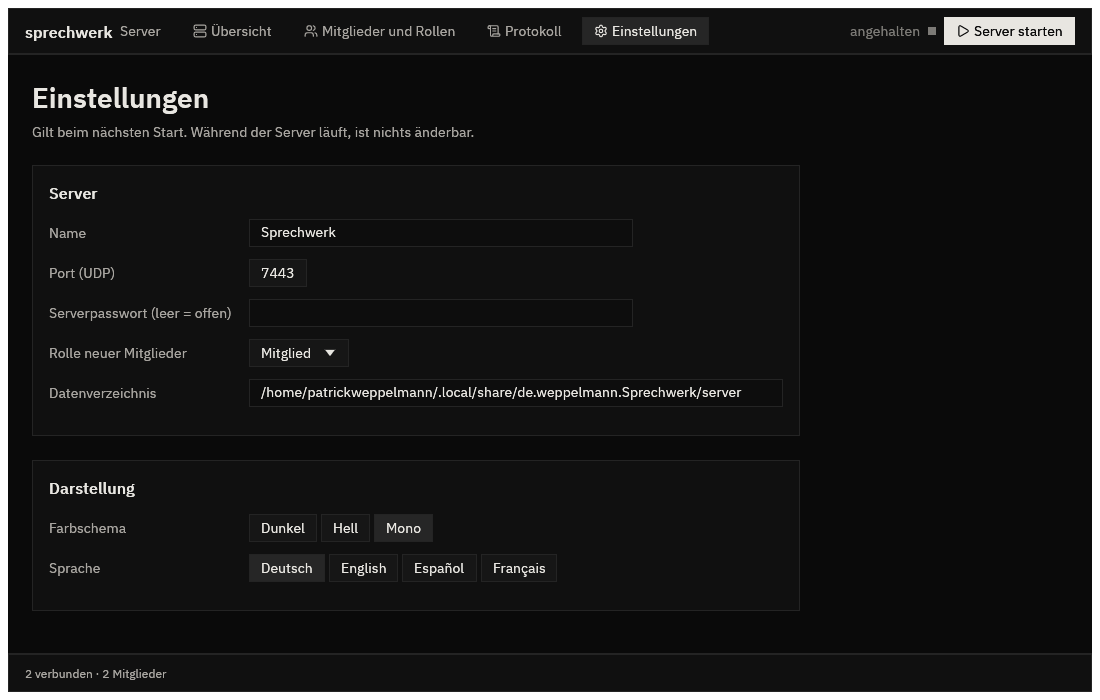 sprechwerk Server Übersicht Mitglieder und Rollen Protokoll Einstellungen angehalten Server starten
Einstellungen
Gilt beim nächsten Start. Während der Server läuft, ist nichts änderbar.
Server
Name Sprechwerk
Port (UDP) 7443
Serverpasswort (leer = offen)
Rolle neuer Mitglieder Mitglied
Datenverzeichnis /home/patrickweppelmann/.local/share/de.weppelmann.Sprechwerk/server
Darstellung
Farbschema Dunkel Hell Mono
Sprache Deutsch English Español Français
2 verbunden · 2 Mitglieder